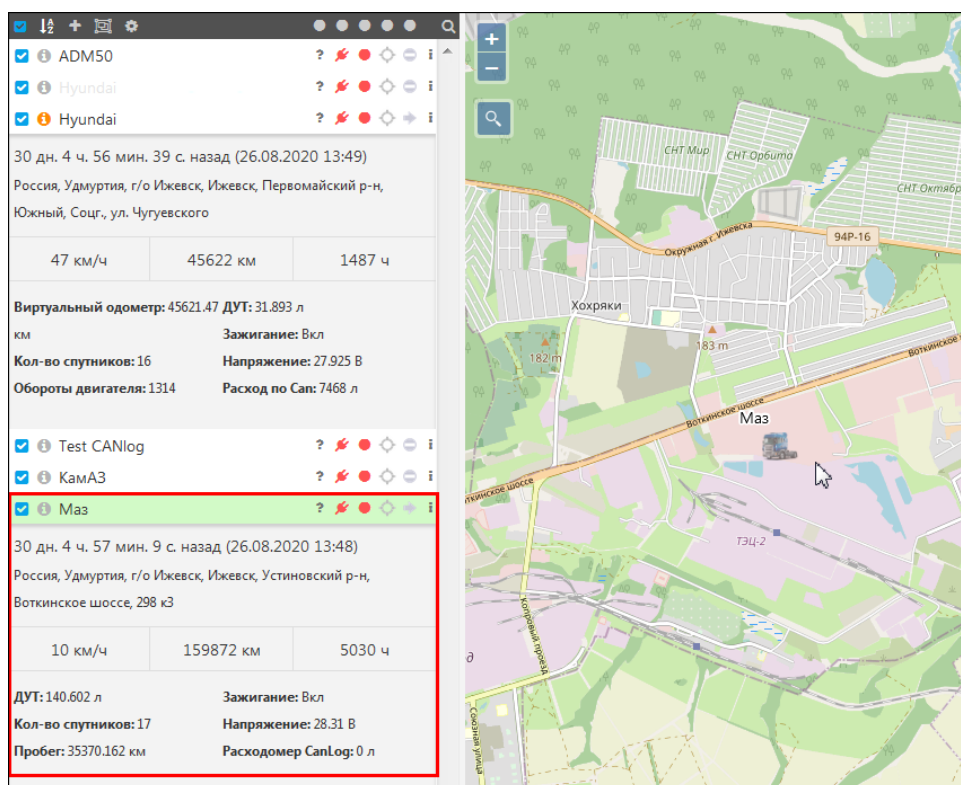 ADM50
Hyundai
Hyundai
30 дн. 4 ч. 56 мин. 39 с. назад (26.08.2020 13:49)
Россия, Удмуртия, г/о Ижевск, Ижевск, Первомайский р-н,
Южный, Соцг., ул. Чугуевского
47 км/ч 45622 км 1487 ч
Виртуальный одометр: 45621.47 ДУТ: 31.893 л
км Зажигание: Вкл
Кол-во спутников: 16 Напряжение: 27.925 В
Обороты двигателя: 1314 Расход по Can: 7468 л
Test CANlog
КамАЗ
Маз
30 дн. 4 ч. 57 мин. 9 с. назад (26.08.2020 13:48)
Россия, Удмуртия, г/о Ижевск, Ижевск, Устиновский р-н,
Воткинское шоссе, 298 к3
10 км/ч 159872 км 5030 ч
ДУТ: 140.602 л Зажигание: Вкл
Кол-во спутников: 17 Напряжение: 28.31 В
Пробег: 35370.162 км Расходомер CanLog: 0 л
СНТ Мир
СНТ Орбита
СНТ Октябр
Окружная г. Ижевска
94Р-16
Хохряки
183 m
182 m
Воткинское
Воткинское шоссе
Маз
ткинское шоссе
ТЭЦ-2
Копровый проезд
д
Союзная улица